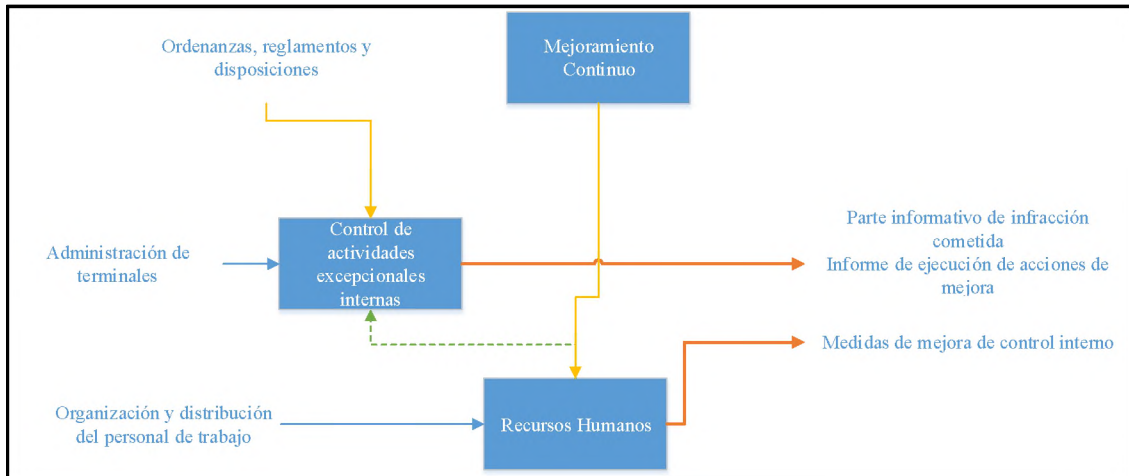 Ordenanzas, reglamentos y
disposiciones
Mejoramiento
Continuo
Control de
actividades
excepcionales
internas
Administración de
terminales
Parte informativo de infracción
cometida
Informe de ejecución de acciones de
mejora
Medidas de mejora de control interno
Organización y distribución
del personal de trabajo
Recursos Humanos